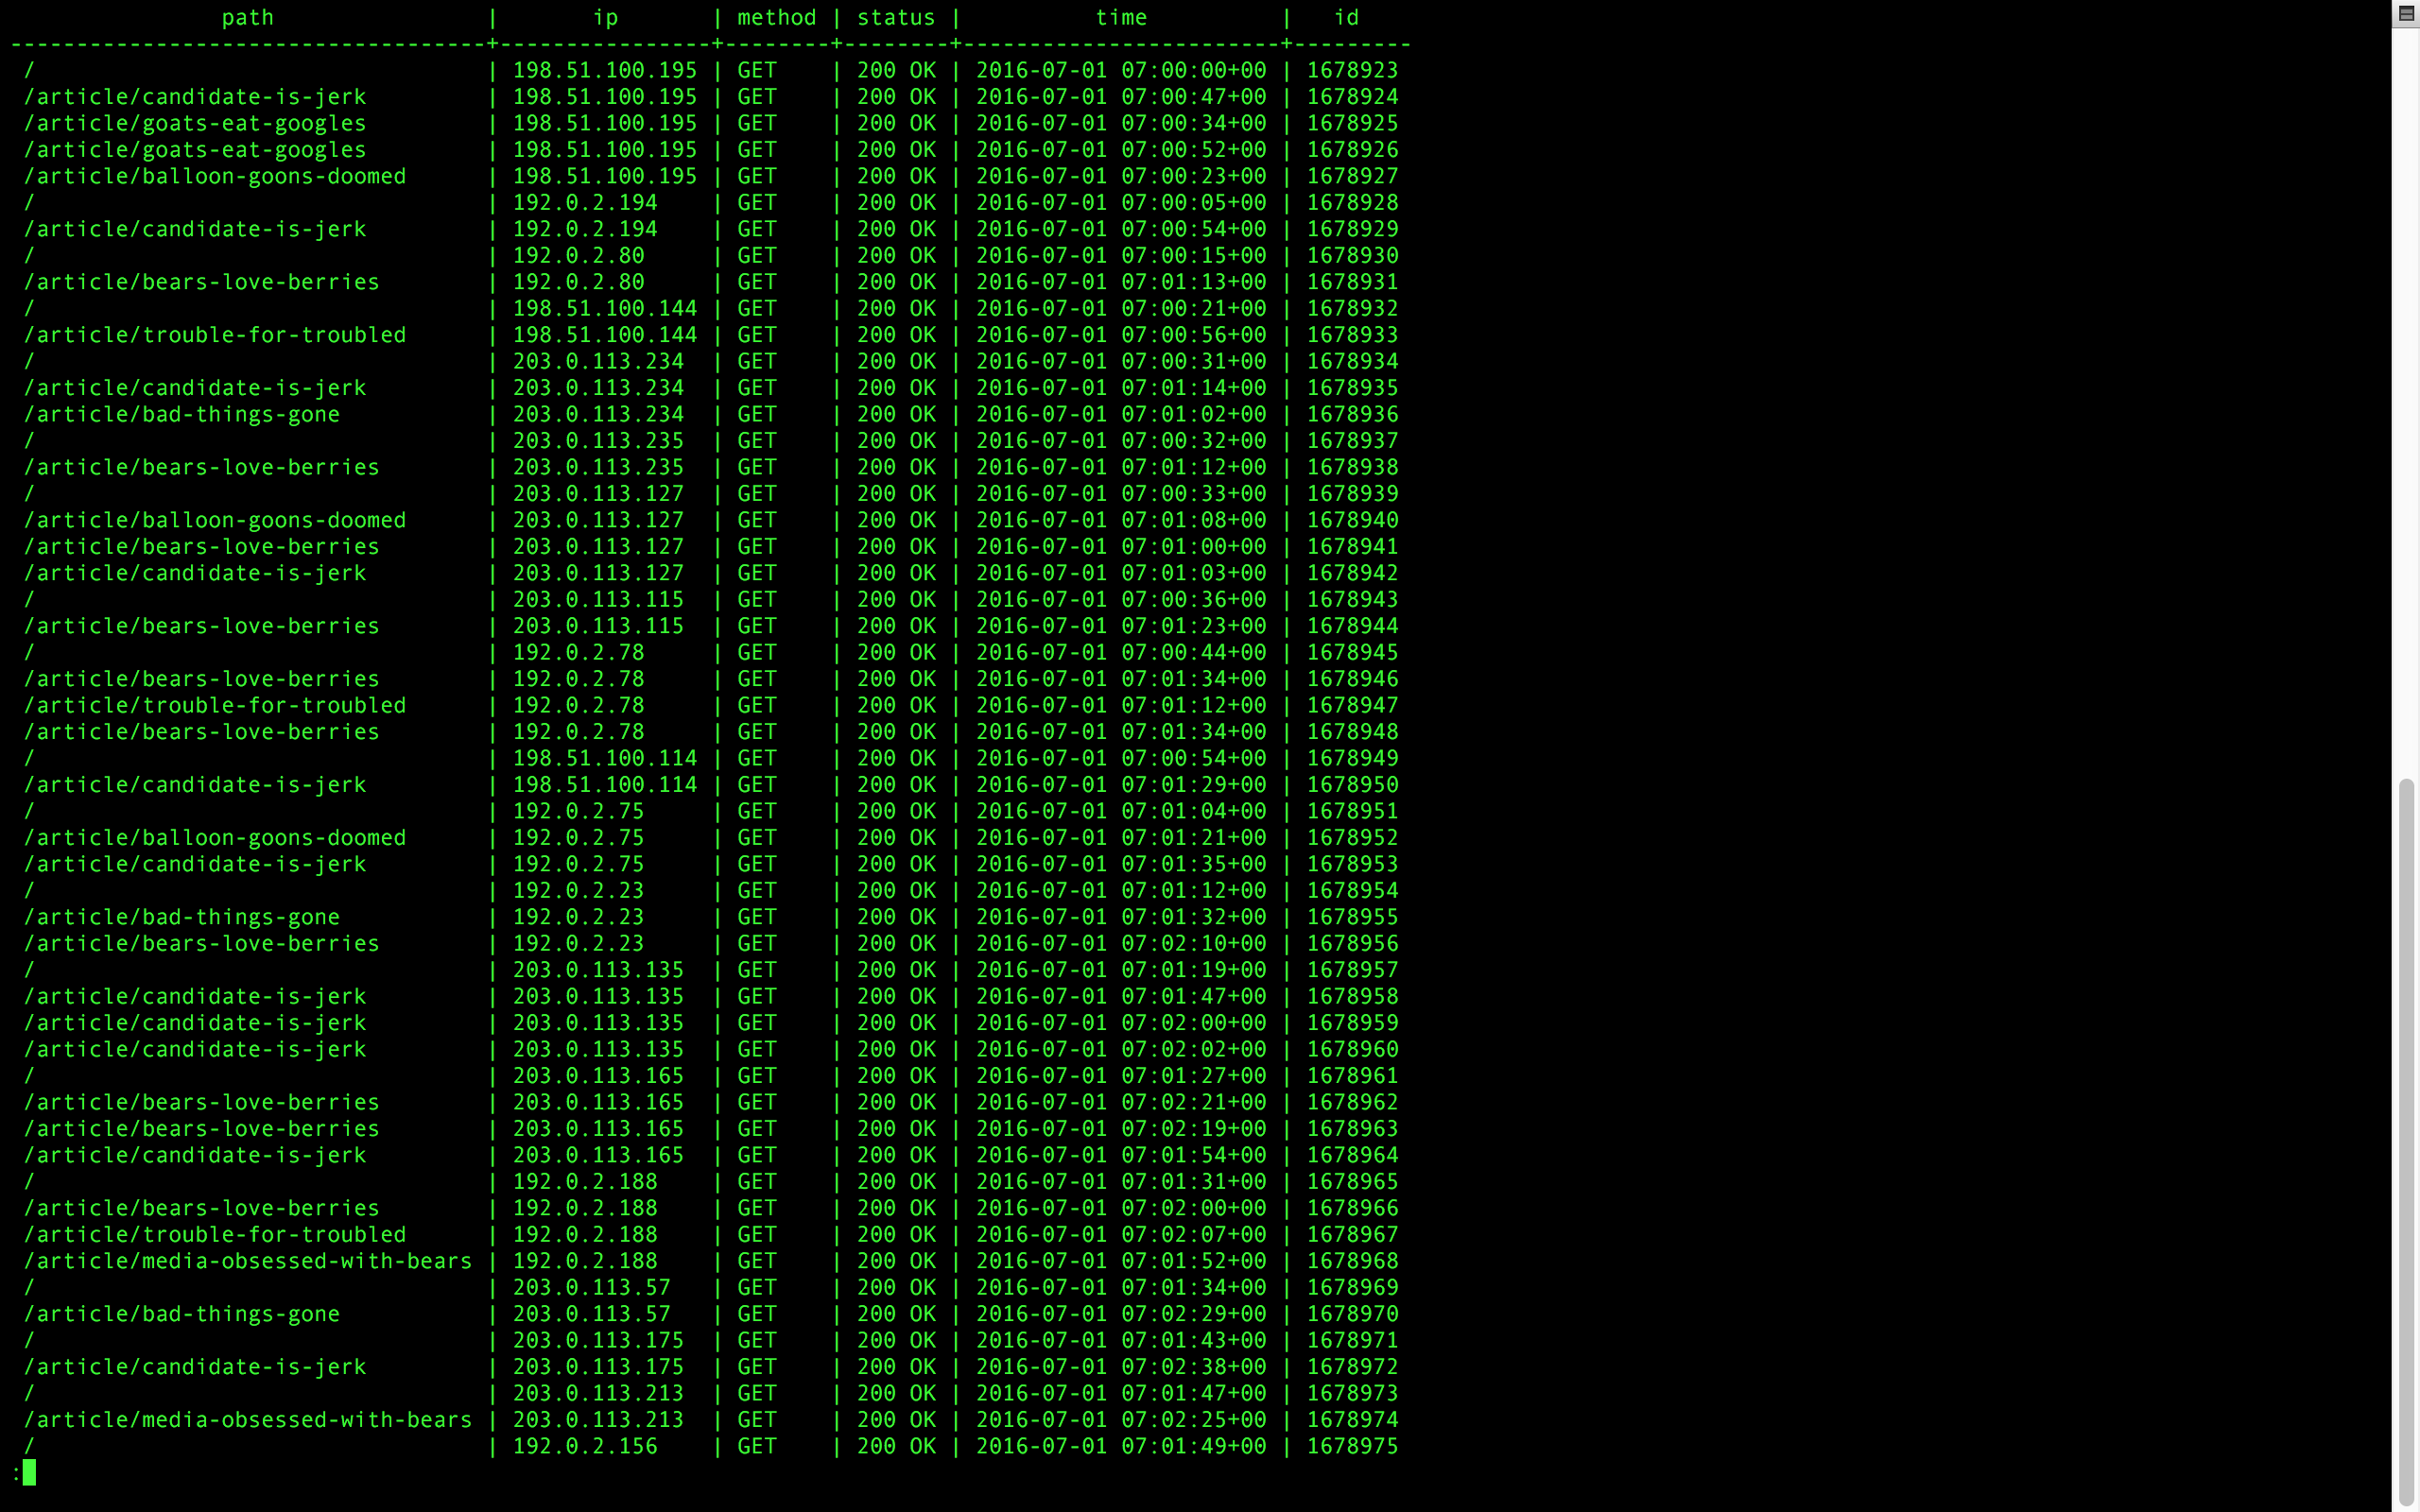 path | ip | method | status | time | id
------------------------------------+----------------+--------+--------+------------------------+---------
/ | 198.51.100.195 | GET | 200 OK | 2016-07-01 07:00:00+00 | 1678923
/article/candidate-is-jerk | 198.51.100.195 | GET | 200 OK | 2016-07-01 07:00:47+00 | 1678924
/article/goats-eat-googles | 198.51.100.195 | GET | 200 OK | 2016-07-01 07:00:34+00 | 1678925
/article/goats-eat-googles | 198.51.100.195 | GET | 200 OK | 2016-07-01 07:00:52+00 | 1678926
/article/balloon-goons-doomed | 198.51.100.195 | GET | 200 OK | 2016-07-01 07:00:23+00 | 1678927
/ | 192.0.2.194 | GET | 200 OK | 2016-07-01 07:00:05+00 | 1678928
/article/candidate-is-jerk | 192.0.2.194 | GET | 200 OK | 2016-07-01 07:00:54+00 | 1678929
/ | 192.0.2.80 | GET | 200 OK | 2016-07-01 07:00:15+00 | 1678930
/article/bears-love-berries | 192.0.2.80 | GET | 200 OK | 2016-07-01 07:01:13+00 | 1678931
/ | 198.51.100.144 | GET | 200 OK | 2016-07-01 07:00:21+00 | 1678932
/article/trouble-for-troubled | 198.51.100.144 | GET | 200 OK | 2016-07-01 07:00:56+00 | 1678933
/ | 203.0.113.234 | GET | 200 OK | 2016-07-01 07:00:31+00 | 1678934
/article/candidate-is-jerk | 203.0.113.234 | GET | 200 OK | 2016-07-01 07:01:14+00 | 1678935
/article/bad-things-gone | 203.0.113.234 | GET | 200 OK | 2016-07-01 07:01:02+00 | 1678936
/ | 203.0.113.235 | GET | 200 OK | 2016-07-01 07:00:32+00 | 1678937
/article/bears-love-berries | 203.0.113.235 | GET | 200 OK | 2016-07-01 07:01:12+00 | 1678938
/ | 203.0.113.127 | GET | 200 OK | 2016-07-01 07:00:33+00 | 1678939
/article/balloon-goons-doomed | 203.0.113.127 | GET | 200 OK | 2016-07-01 07:01:08+00 | 1678940
/article/bears-love-berries | 203.0.113.127 | GET | 200 OK | 2016-07-01 07:01:00+00 | 1678941
/article/candidate-is-jerk | 203.0.113.127 | GET | 200 OK | 2016-07-01 07:01:03+00 | 1678942
/ | 203.0.113.115 | GET | 200 OK | 2016-07-01 07:00:36+00 | 1678943
/article/bears-love-berries | 203.0.113.115 | GET | 200 OK | 2016-07-01 07:01:23+00 | 1678944
/ | 192.0.2.78 | GET | 200 OK | 2016-07-01 07:00:44+00 | 1678945
/article/bears-love-berries | 192.0.2.78 | GET | 200 OK | 2016-07-01 07:01:34+00 | 1678946
/article/trouble-for-troubled | 192.0.2.78 | GET | 200 OK | 2016-07-01 07:01:12+00 | 1678947
/article/bears-love-berries | 192.0.2.78 | GET | 200 OK | 2016-07-01 07:01:34+00 | 1678948
/ | 198.51.100.114 | GET | 200 OK | 2016-07-01 07:00:54+00 | 1678949
/article/candidate-is-jerk | 198.51.100.114 | GET | 200 OK | 2016-07-01 07:01:29+00 | 1678950
/ | 192.0.2.75 | GET | 200 OK | 2016-07-01 07:01:04+00 | 1678951
/article/balloon-goons-doomed | 192.0.2.75 | GET | 200 OK | 2016-07-01 07:01:21+00 | 1678952
/article/candidate-is-jerk | 192.0.2.75 | GET | 200 OK | 2016-07-01 07:01:35+00 | 1678953
/ | 192.0.2.23 | GET | 200 OK | 2016-07-01 07:01:12+00 | 1678954
/article/bad-things-gone | 192.0.2.23 | GET | 200 OK | 2016-07-01 07:01:32+00 | 1678955
/article/bears-love-berries | 192.0.2.23 | GET | 200 OK | 2016-07-01 07:02:10+00 | 1678956
/ | 203.0.113.135 | GET | 200 OK | 2016-07-01 07:01:19+00 | 1678957
/article/candidate-is-jerk | 203.0.113.135 | GET | 200 OK | 2016-07-01 07:01:47+00 | 1678958
/article/candidate-is-jerk | 203.0.113.135 | GET | 200 OK | 2016-07-01 07:02:00+00 | 1678959
/article/candidate-is-jerk | 203.0.113.135 | GET | 200 OK | 2016-07-01 07:02:02+00 | 1678960
/ | 203.0.113.165 | GET | 200 OK | 2016-07-01 07:01:27+00 | 1678961
/article/bears-love-berries | 203.0.113.165 | GET | 200 OK | 2016-07-01 07:02:21+00 | 1678962
/article/bears-love-berries | 203.0.113.165 | GET | 200 OK | 2016-07-01 07:02:19+00 | 1678963
/article/candidate-is-jerk | 203.0.113.165 | GET | 200 OK | 2016-07-01 07:01:54+00 | 1678964
/ | 192.0.2.188 | GET | 200 OK | 2016-07-01 07:01:31+00 | 1678965
/article/bears-love-berries | 192.0.2.188 | GET | 200 OK | 2016-07-01 07:02:00+00 | 1678966
/article/trouble-for-troubled | 192.0.2.188 | GET | 200 OK | 2016-07-01 07:02:07+00 | 1678967
/article/media-obsessed-with-bears | 192.0.2.188 | GET | 200 OK | 2016-07-01 07:01:52+00 | 1678968
/ | 203.0.113.57 | GET | 200 OK | 2016-07-01 07:01:34+00 | 1678969
/article/bad-things-gone | 203.0.113.57 | GET | 200 OK | 2016-07-01 07:02:29+00 | 1678970
/ | 203.0.113.175 | GET | 200 OK | 2016-07-01 07:01:43+00 | 1678971
/article/candidate-is-jerk | 203.0.113.175 | GET | 200 OK | 2016-07-01 07:02:38+00 | 1678972
/ | 203.0.113.213 | GET | 200 OK | 2016-07-01 07:01:47+00 | 1678973
/article/media-obsessed-with-bears | 203.0.113.213 | GET | 200 OK | 2016-07-01 07:02:25+00 | 1678974
/ | 192.0.2.156 | GET | 200 OK | 2016-07-01 07:01:49+00 | 1678975
: